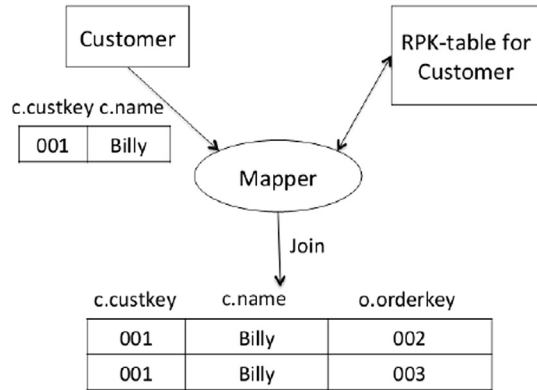 Customer
RPK-table for
Customer
c.custkey c.name
001 Billy
Mapper
Join
c.custkey c.name o.orderkey
001 Billy 002
001 Billy 003